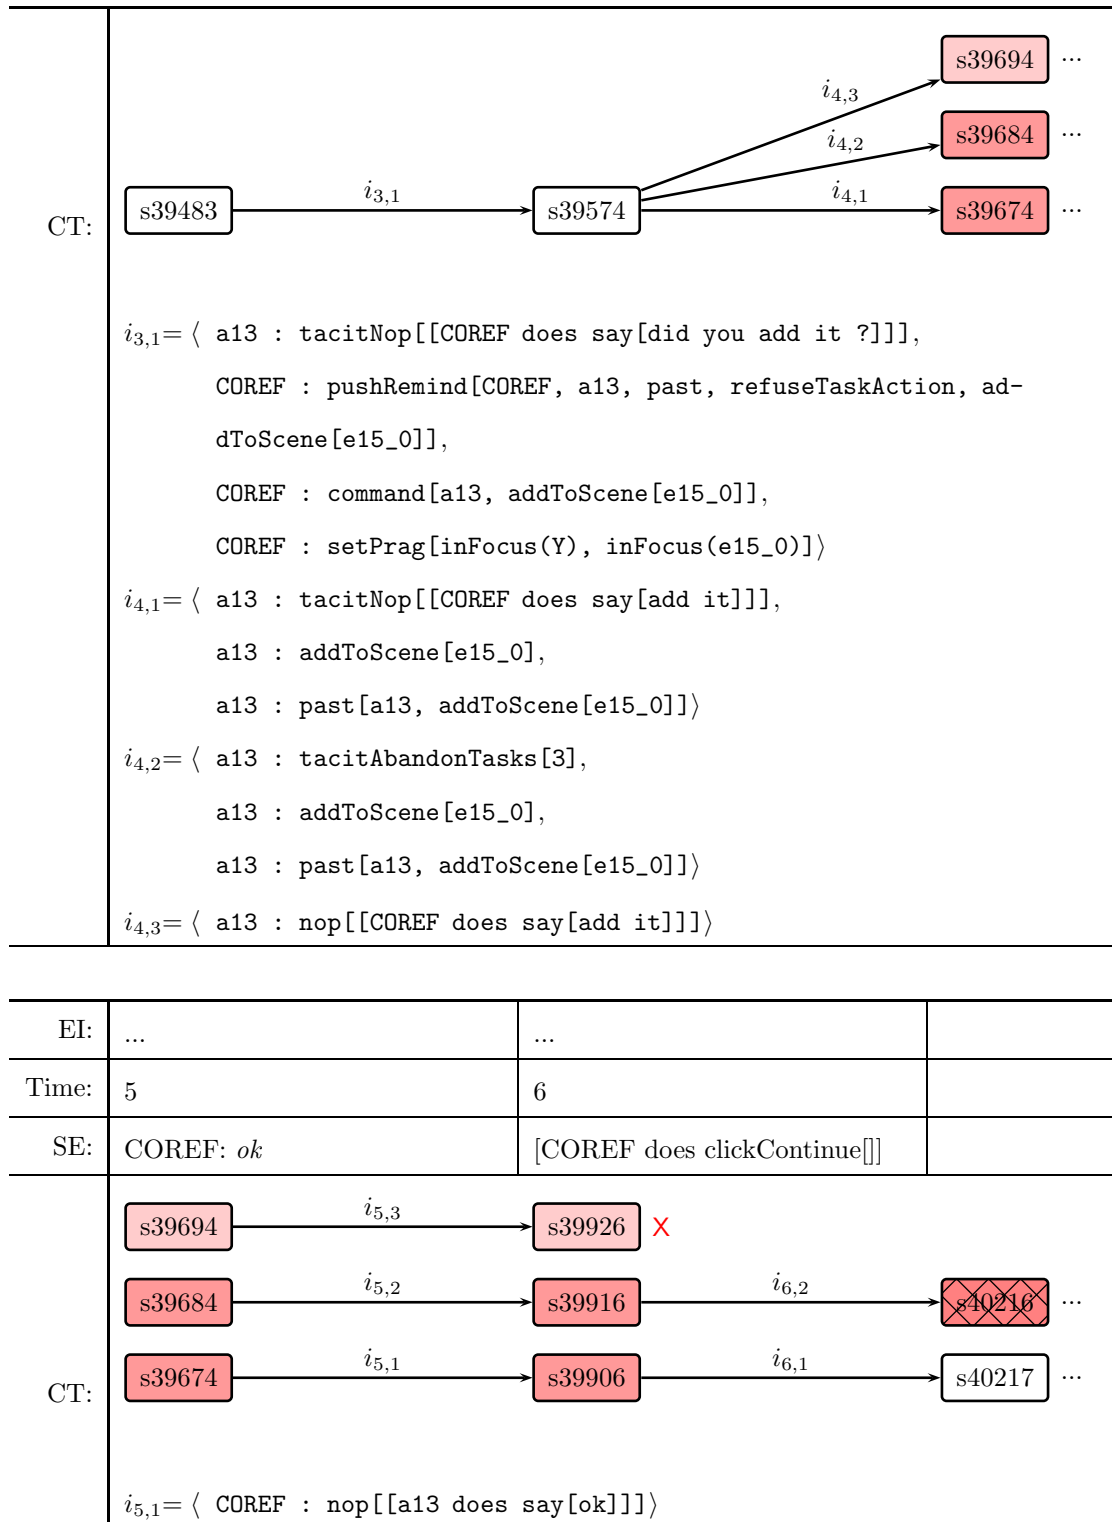 s39694 ...
i4,3
s39684 ...
i4,2
CT: s39483 i3,1 s39574 i4,1 s39674 ...
i3,1=⟨ a13 : tacitNop[[COREF does say[did you add it ?]]],
COREF : pushRemind[COREF, a13, past, refuseTaskAction, ad-
dToScene[e15_0]],
COREF : command[a13, addToScene[e15_0]],
COREF : setPrag[inFocus(Y), inFocus(e15_0)]⟩
i4,1=⟨ a13 : tacitNop[[COREF does say[add it]]],
a13 : addToScene[e15_0],
a13 : past[a13, addToScene[e15_0]]⟩
i4,2=⟨ a13 : tacitAbandonTasks[3],
a13 : addToScene[e15_0],
a13 : past[a13, addToScene[e15_0]]⟩
i4,3=⟨ a13 : nop[[COREF does say[add it]]]⟩
EI: ... ...
Time: 5 6
SE: COREF: ok [COREF does clickContinue[]]
s39694 i5,3 s39926 X
s39684 i5,2 s39916 i6,2 s40216 ...
CT: s39674 i5,1 s39906 i6,1 s40217 ...
i5,1=⟨ COREF : nop[[a13 does say[ok]]]⟩